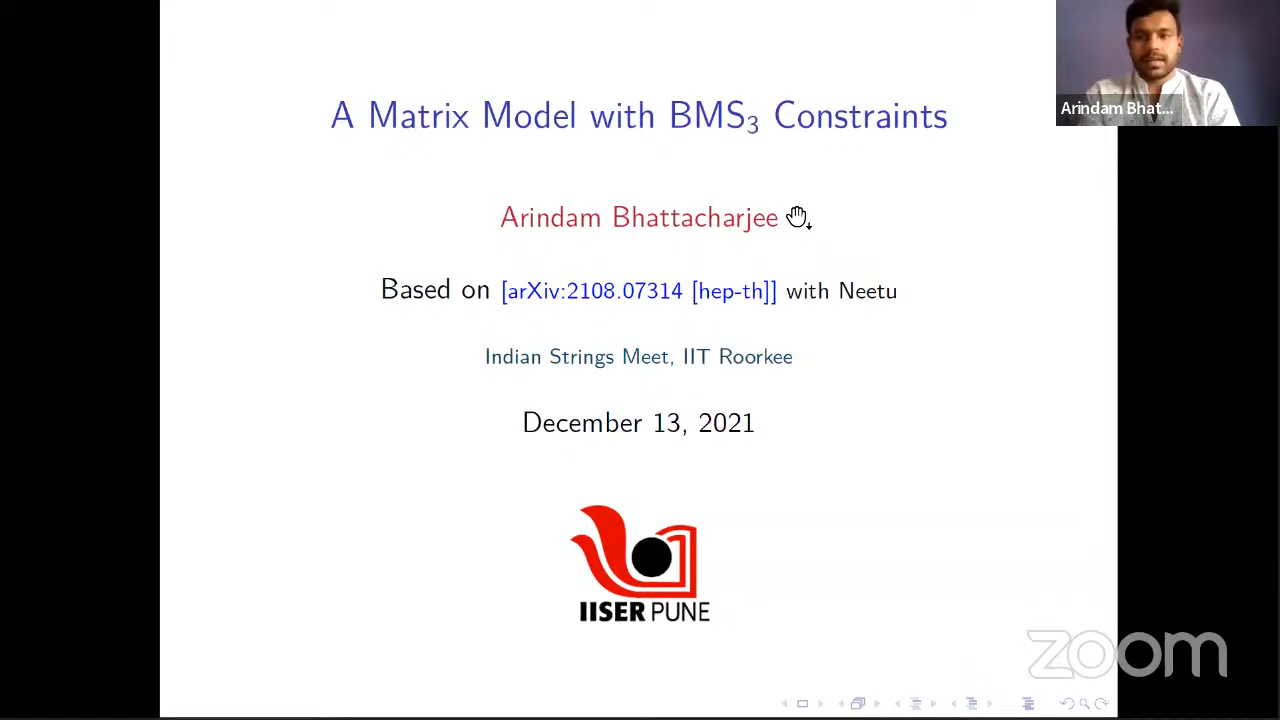 A Matrix Model with BMS₃ Constraints
Arindam Bhat...
Arindam Bhattacharjee
Based on [arXiv:2108.07314 [hep-th]] with Neetu
Indian Strings Meet, IIT Roorkee
December 13, 2021
IISER PUNE
zoom